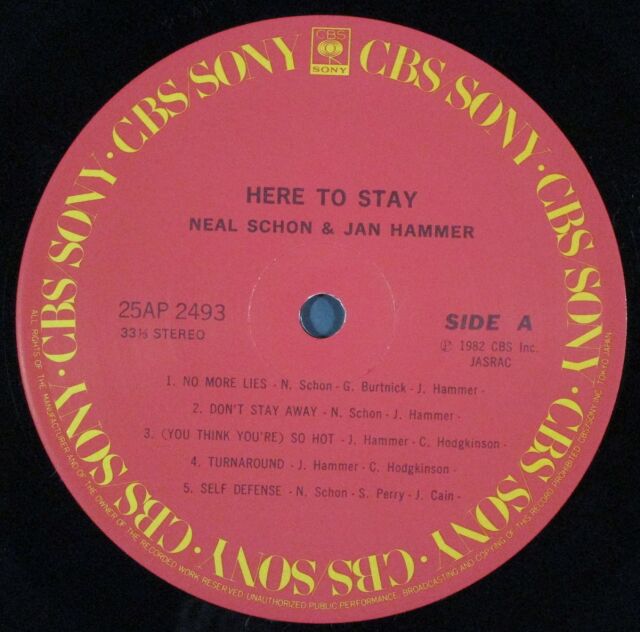 CBS
SONY
CBS/SONY · CBS/SONY · CBS/SONY · CBS/SONY · CBS/SONY · CBS/SONY · CBS/SONY · CBS/SONY
HERE TO STAY
NEAL SCHON & JAN HAMMER
25AP 2493
33⅓ STEREO
SIDE A
Ⓟ 1982 CBS Inc.
JASRAC
1. NO MORE LIES - N. Schon - G. Burtnick - J. Hammer -
2. DON'T STAY AWAY - N. Schon - J. Hammer -
3. (YOU THINK YOU'RE) SO HOT - J. Hammer - C. Hodgkinson -
4. TURNAROUND - J. Hammer - C. Hodgkinson -
5. SELF DEFENSE - N. Schon - S. Perry - J. Cain -
ALL RIGHTS OF THE MANUFACTURER AND OF THE OWNER OF THE RECORDED WORK RESERVED. UNAUTHORIZED PUBLIC PERFORMANCE, BROADCASTING AND COPYING OF THIS RECORD PROHIBITED. CBS/SONY INC. TOKYO JAPAN.